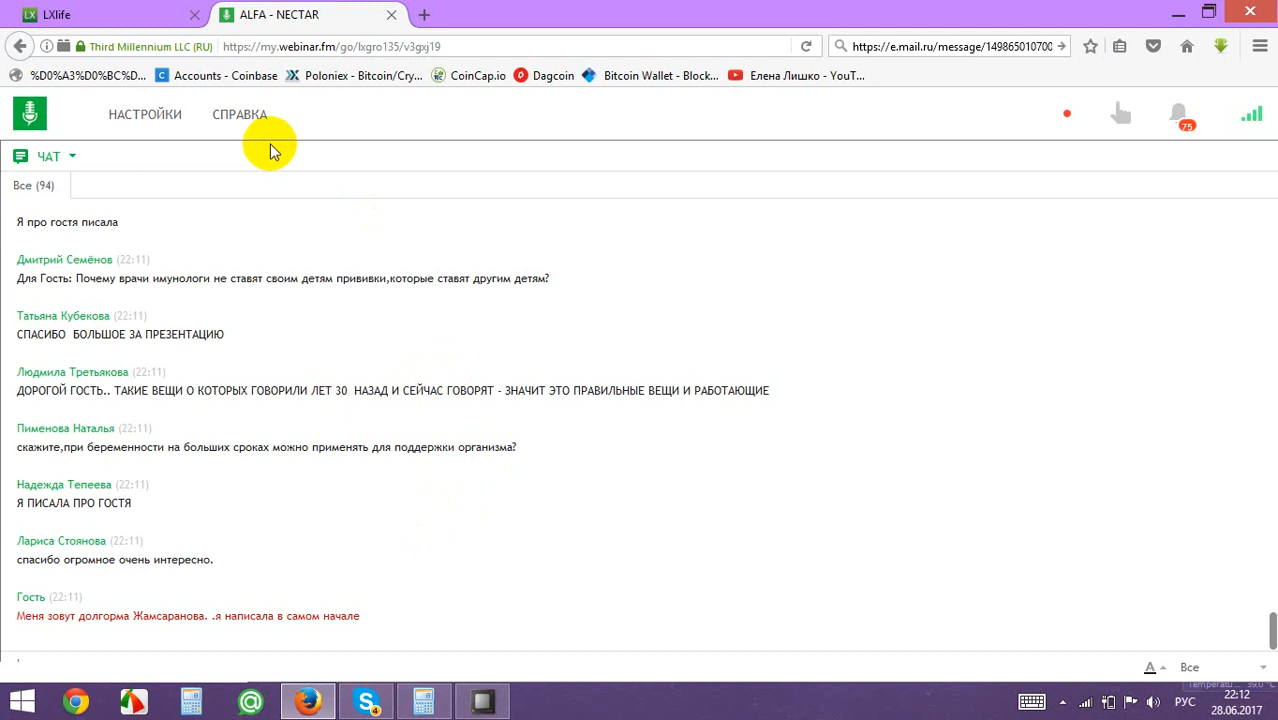 LXlife
ALFA - NECTAR
Third Millennium LLC (RU)
https://my.webinar.fm/go/lxgro135/v3gxj19
https://e.mail.ru/message/149865010700
%D0%A3%D0%BC%D...
Accounts - Coinbase
Poloniex - Bitcoin/Cry...
CoinCap.io
Dagcoin
Bitcoin Wallet - Block...
Елена Лишко - YouT...
НАСТРОЙКИ
СПРАВКА
75
ЧАТ
Все (94)
Я про гостя писала
Дмитрий Семёнов (22:11)
Для Гость: Почему врачи имунологи не ставят своим детям прививки,которые ставят другим детям?
Татьяна Кубекова (22:11)
СПАСИБО БОЛЬШОЕ ЗА ПРЕЗЕНТАЦИЮ
Людмила Третьякова (22:11)
ДОРОГОЙ ГОСТЬ.. ТАКИЕ ВЕЩИ О КОТОРЫХ ГОВОРИЛИ ЛЕТ 30 НАЗАД И СЕЙЧАС ГОВОРЯТ - ЗНАЧИТ ЭТО ПРАВИЛЬНЫЕ ВЕЩИ И РАБОТАЮЩИЕ
Пименова Наталья (22:11)
скажите,при беременности на больших сроках можно применять для поддержки организма?
Надежда Тепеева (22:11)
Я ПИСАЛА ПРО ГОСТЯ
Лариса Стоянова (22:11)
спасибо огромное очень интересно.
Гость (22:11)
Меня зовут долгорма Жамсаранова. .я написала в самом начале
A
Все
4
РУС
22:12
28.06.2017